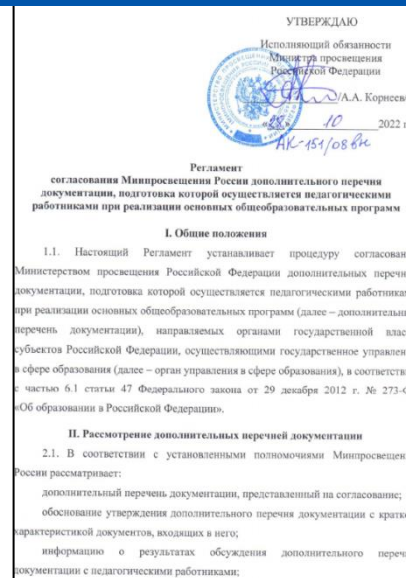 УТВЕРЖДАЮ
Исполняющий обязанности
Министра просвещения
Российской Федерации
/А.А. Корнеев
«28» 10 2022 г
АК-151/08вн
Регламент
согласования Минпросвещения России дополнительного перечня
документации, подготовка которой осуществляется педагогическими
работниками при реализации основных общеобразовательных программ
I. Общие положения
1.1. Настоящий Регламент устанавливает процедуру согласован
Министерством просвещения Российской Федерации дополнительных перечн
документации, подготовка которой осуществляется педагогическими работника
при реализации основных общеобразовательных программ (далее – дополнительн
перечень документации), направляемых органами государственной влас
субъектов Российской Федерации, осуществляющими государственное управлен
в сфере образования (далее – орган управления в сфере образования), в соответств
с частью 6.1 статьи 47 Федерального закона от 29 декабря 2012 г. № 273-Ф
«Об образовании в Российской Федерации».
II. Рассмотрение дополнительных перечней документации
2.1. В соответствии с установленными полномочиями Минпросвещен
России рассматривает:
дополнительный перечень документации, представленный на согласование;
обоснование утверждения дополнительного перечня документации с кратко
характеристикой документов, входящих в него;
информацию о результатах обсуждения дополнительного переч
документации с педагогическими работниками;